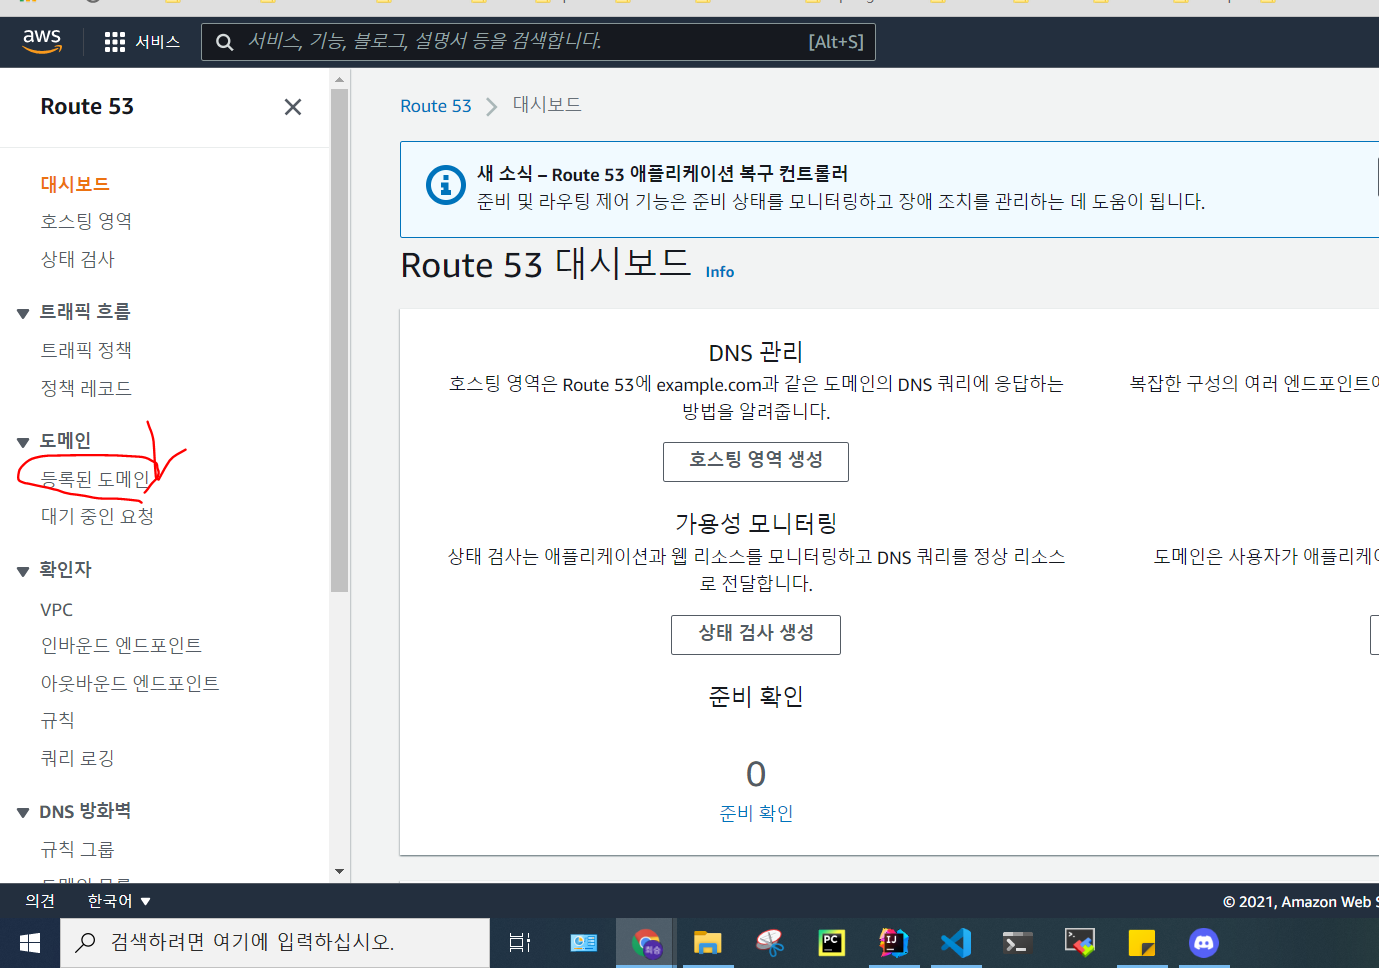 aws
서비스
서비스, 기능, 블로그, 설명서 등을 검색합니다.
[Alt+S]
Route 53
대시보드
호스팅 영역
상태 검사
트래픽 흐름
트래픽 정책
정책 레코드
도메인
등록된 도메인
대기 중인 요청
확인자
VPC
인바운드 엔드포인트
아웃바운드 엔드포인트
규칙
쿼리 로깅
DNS 방화벽
규칙 그룹
Route 53
대시보드
새 소식 – Route 53 애플리케이션 복구 컨트롤러
준비 및 라우팅 제어 기능은 준비 상태를 모니터링하고 장애 조치를 관리하는 데 도움이 됩니다.
Route 53 대시보드 Info
DNS 관리
호스팅 영역은 Route 53에 example.com과 같은 도메인의 DNS 쿼리에 응답하는
방법을 알려줍니다.
호스팅 영역 생성
복잡한 구성의 여러 엔드포인트에
가용성 모니터링
상태 검사는 애플리케이션과 웹 리소스를 모니터링하고 DNS 쿼리를 정상 리소스
로 전달합니다.
상태 검사 생성
도메인은 사용자가 애플리케이
준비 확인
0
준비 확인
의견
한국어
© 2021, Amazon Web S
검색하려면 여기에 입력하십시오.
희승
PC
IJ